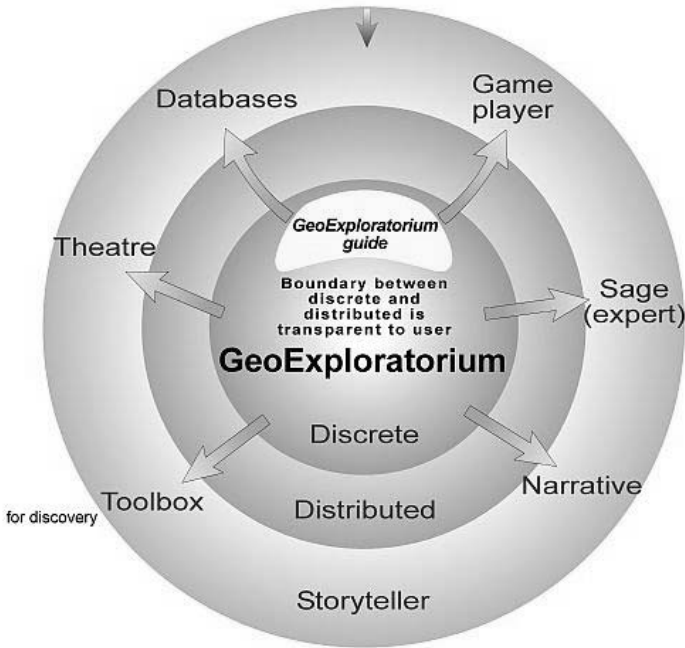 Databases
Game
player
GeoExploratorium
guide
Theatre
Boundary between
discrete and
distributed is
transparent to user
Sage
(expert)
GeoExploratorium
Discrete
Narrative
Toolbox
for discovery
Distributed
Storyteller